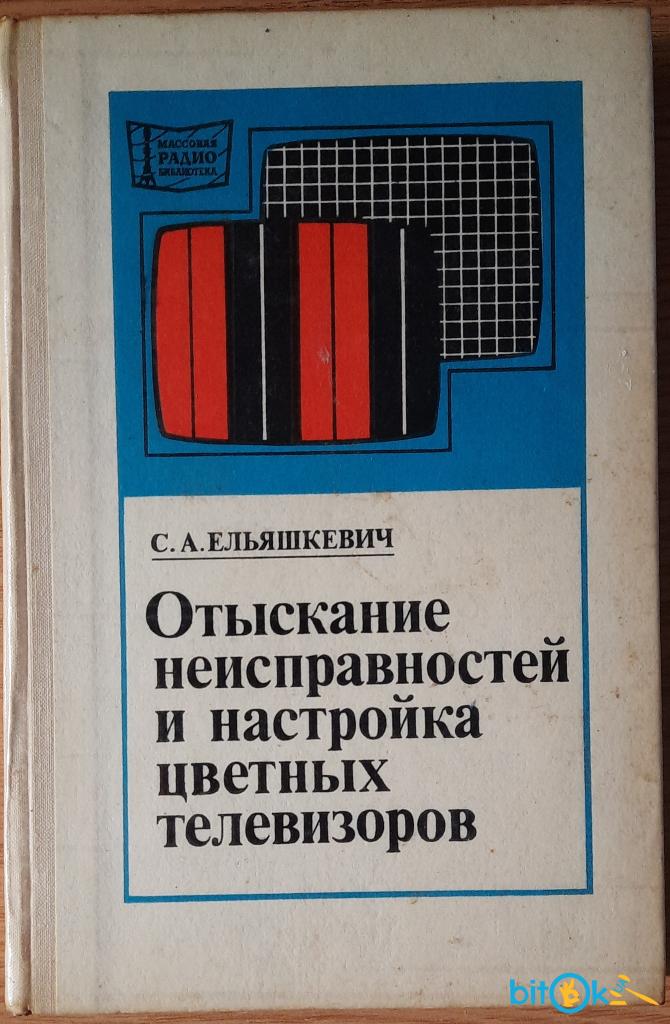 МАССОВАЯ
РАДИО
БИБЛИОТЕКА
С. А. ЕЛЬЯШКЕВИЧ
Отыскание
неисправностей
и настройка
цветных
телевизоров
bitOk